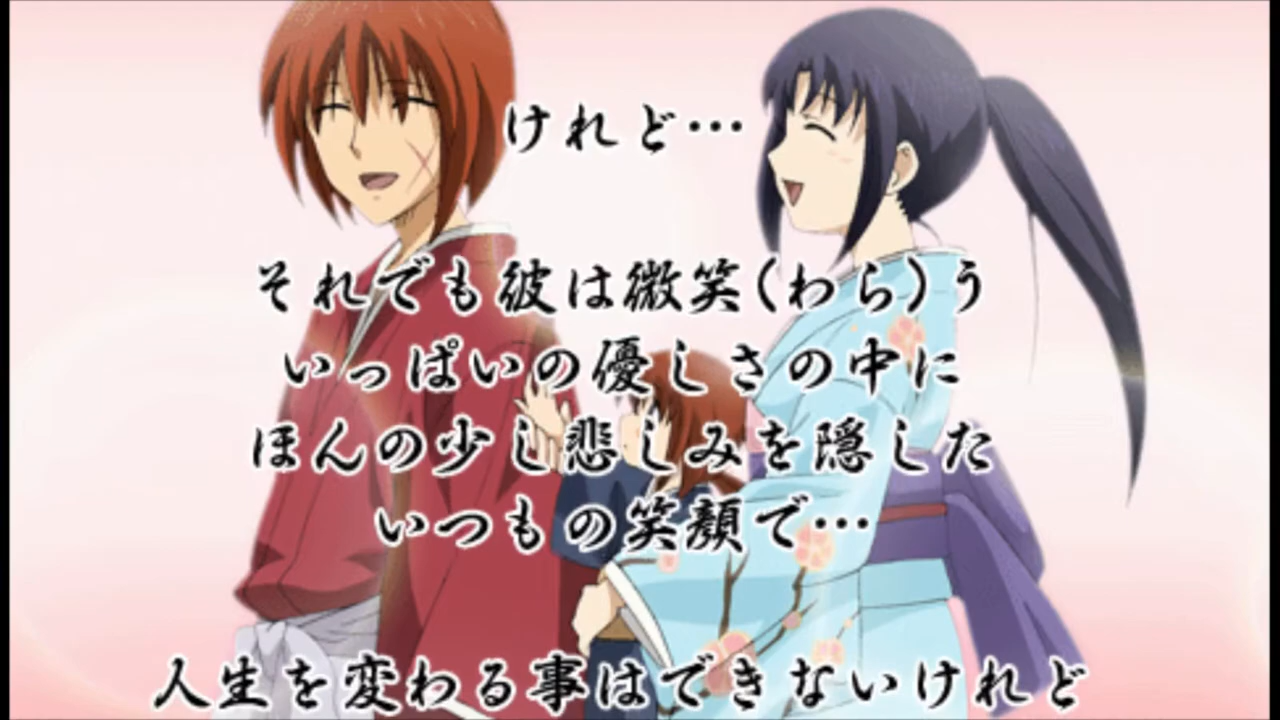 けれど…
それでも彼は微笑(わら)う
いっぱいの優しさの中に
ほんの少し悲しみを隠した
いつもの笑顔で…
人生を変わる事はできないけれど